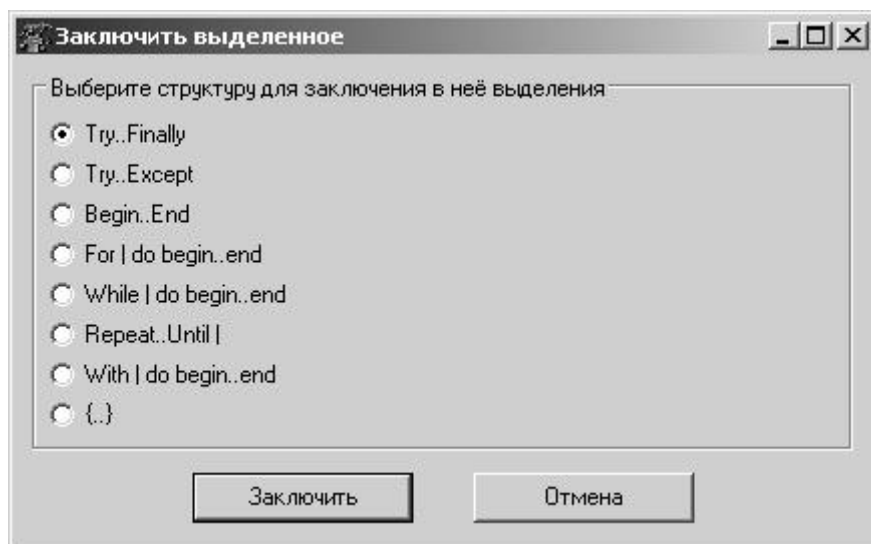 Заключить выделенное
Выберите структуру для заключения в неё выделения
Try..Finally
Try..Except
Begin..End
For | do begin..end
While | do begin..end
Repeat..Until |
With | do begin..end
{..}
Заключить Отмена